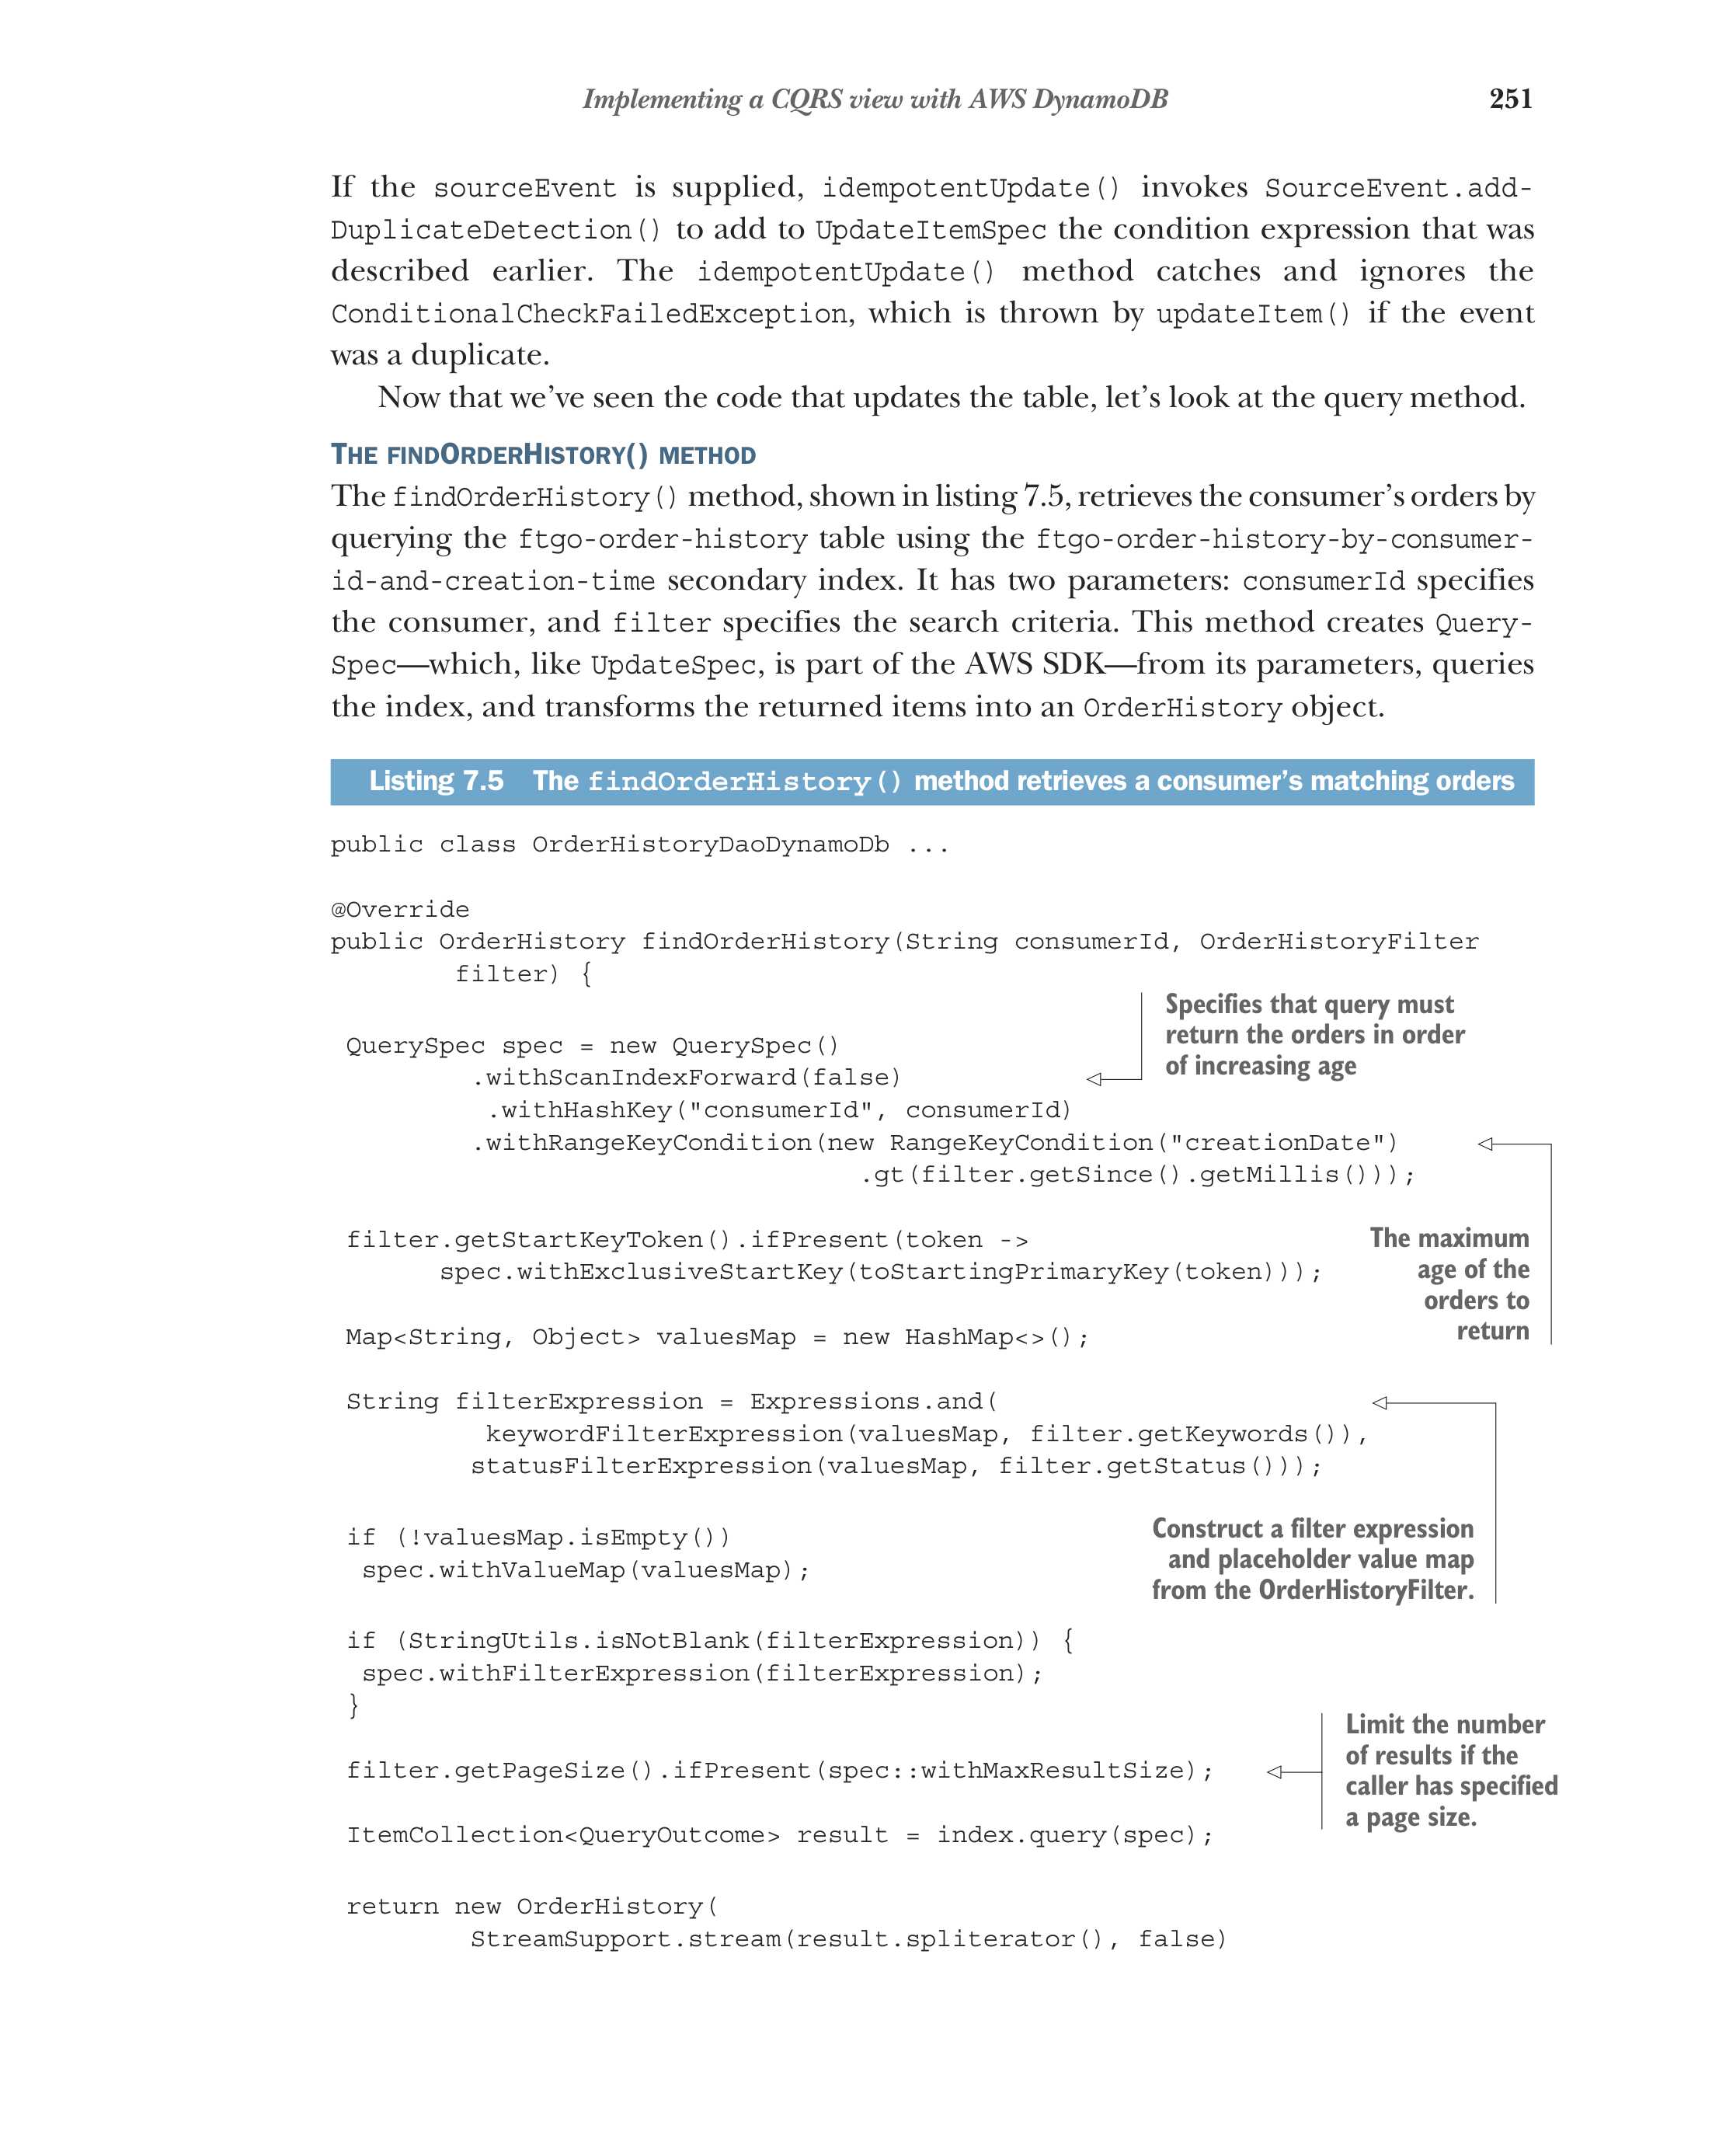 Implementing a CQRS view with AWS DynamoDB 251
If the sourceEvent is supplied, idempotentUpdate() invokes SourceEvent.add-
DuplicateDetection() to add to UpdateItemSpec the condition expression that was
described earlier. The idempotentUpdate() method catches and ignores the
ConditionalCheckFailedException, which is thrown by updateItem() if the event
was a duplicate.
Now that we’ve seen the code that updates the table, let’s look at the query method.
THE FINDORDERHISTORY() METHOD
The findOrderHistory() method, shown in listing 7.5, retrieves the consumer’s orders by
querying the ftgo-order-history table using the ftgo-order-history-by-consumer-
id-and-creation-time secondary index. It has two parameters: consumerId specifies
the consumer, and filter specifies the search criteria. This method creates Query-
Spec—which, like UpdateSpec, is part of the AWS SDK—from its parameters, queries
the index, and transforms the returned items into an OrderHistory object.
Listing 7.5 The findOrderHistory() method retrieves a consumer’s matching orders
public class OrderHistoryDaoDynamoDb ...
@Override
public OrderHistory findOrderHistory(String consumerId, OrderHistoryFilter
filter) {
Specifies that query must
return the orders in order
of increasing age
QuerySpec spec = new QuerySpec()
.withScanIndexForward(false)
.withHashKey("consumerId", consumerId)
.withRangeKeyCondition(new RangeKeyCondition("creationDate")
.gt(filter.getSince().getMillis()));
The maximum
age of the
orders to
return
filter.getStartKeyToken().ifPresent(token ->
spec.withExclusiveStartKey(toStartingPrimaryKey(token)));
Map<String, Object> valuesMap = new HashMap<>();
String filterExpression = Expressions.and(
keywordFilterExpression(valuesMap, filter.getKeywords()),
statusFilterExpression(valuesMap, filter.getStatus()));
Construct a filter expression
and placeholder value map
from the OrderHistoryFilter.
if (!valuesMap.isEmpty())
spec.withValueMap(valuesMap);
if (StringUtils.isNotBlank(filterExpression)) {
spec.withFilterExpression(filterExpression);
}
Limit the number
of results if the
caller has specified
a page size.
filter.getPageSize().ifPresent(spec::withMaxResultSize);
ItemCollection<QueryOutcome> result = index.query(spec);
return new OrderHistory(
StreamSupport.stream(result.spliterator(), false)